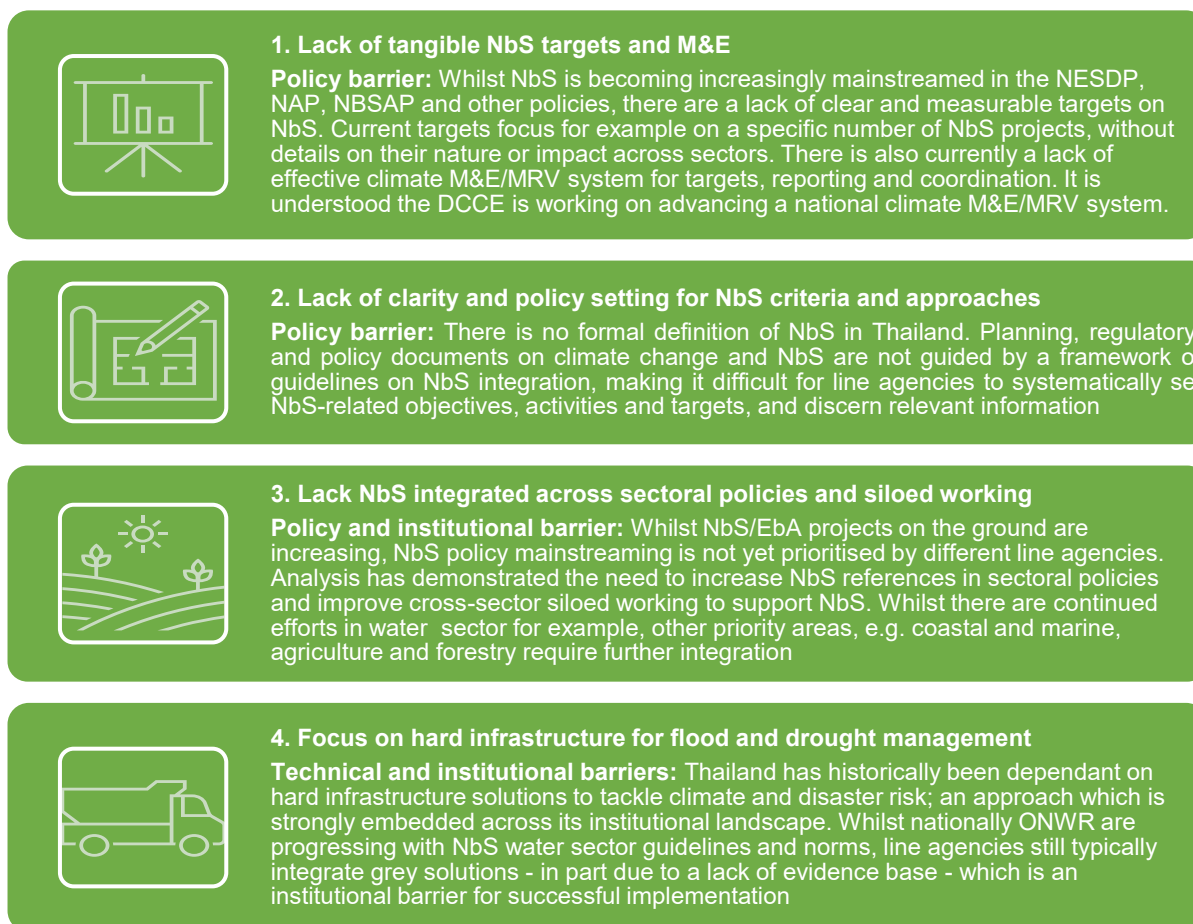 1. Lack of tangible NbS targets and M&E
Policy barrier: Whilst NbS is becoming increasingly mainstreamed in the NESDP,
NAP, NBSAP and other policies, there are a lack of clear and measurable targets on
NbS. Current targets focus for example on a specific number of NbS projects, without
details on their nature or impact across sectors. There is also currently a lack of
effective climate M&E/MRV system for targets, reporting and coordination. It is
understood the DCCE is working on advancing a national climate M&E/MRV system.
2. Lack of clarity and policy setting for NbS criteria and approaches
Policy barrier: There is no formal definition of NbS in Thailand. Planning, regulatory
and policy documents on climate change and NbS are not guided by a framework o
guidelines on NbS integration, making it difficult for line agencies to systematically se
NbS-related objectives, activities and targets, and discern relevant information
3. Lack NbS integrated across sectoral policies and siloed working
Policy and institutional barrier: Whilst NbS/EbA projects on the ground are
increasing, NbS policy mainstreaming is not yet prioritised by different line agencies.
Analysis has demonstrated the need to increase NbS references in sectoral policies
and improve cross-sector siloed working to support NbS. Whilst there are continued
efforts in water sector for example, other priority areas, e.g. coastal and marine,
agriculture and forestry require further integration
4. Focus on hard infrastructure for flood and drought management
Technical and institutional barriers: Thailand has historically been dependant on
hard infrastructure solutions to tackle climate and disaster risk; an approach which is
strongly embedded across its institutional landscape. Whilst nationally ONWR are
progressing with NbS water sector guidelines and norms, line agencies still typically
integrate grey solutions - in part due to a lack of evidence base - which is an
institutional barrier for successful implementation